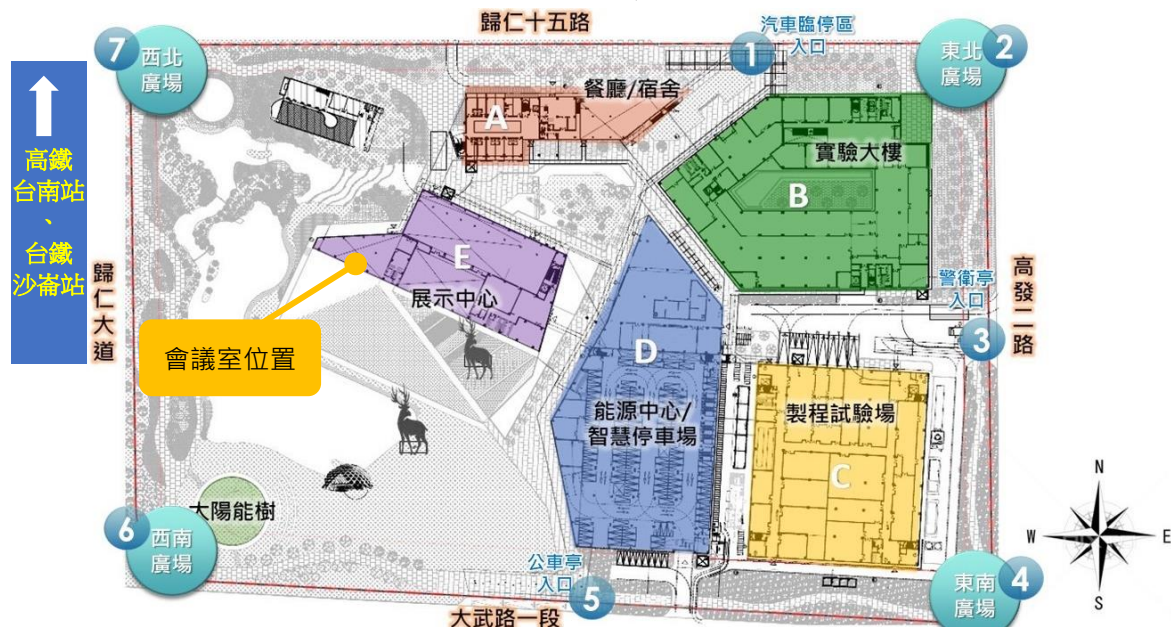 歸仁十五路
7
西北
廣場
汽車臨停區
入口
1
東北
廣場
2
高鐵
台南站
、
台鐵
沙崙站
餐廳/宿舍
A
實驗大樓
B
歸仁大道
E
展示中心
會議室位置
警衛亭
入口
3
高發二路
D
能源中心/
智慧停車場
製程試驗場
C
太陽能樹
6
西南
廣場
公車亭
入口
5
大武路一段
東南
廣場
4
N
W
E
S